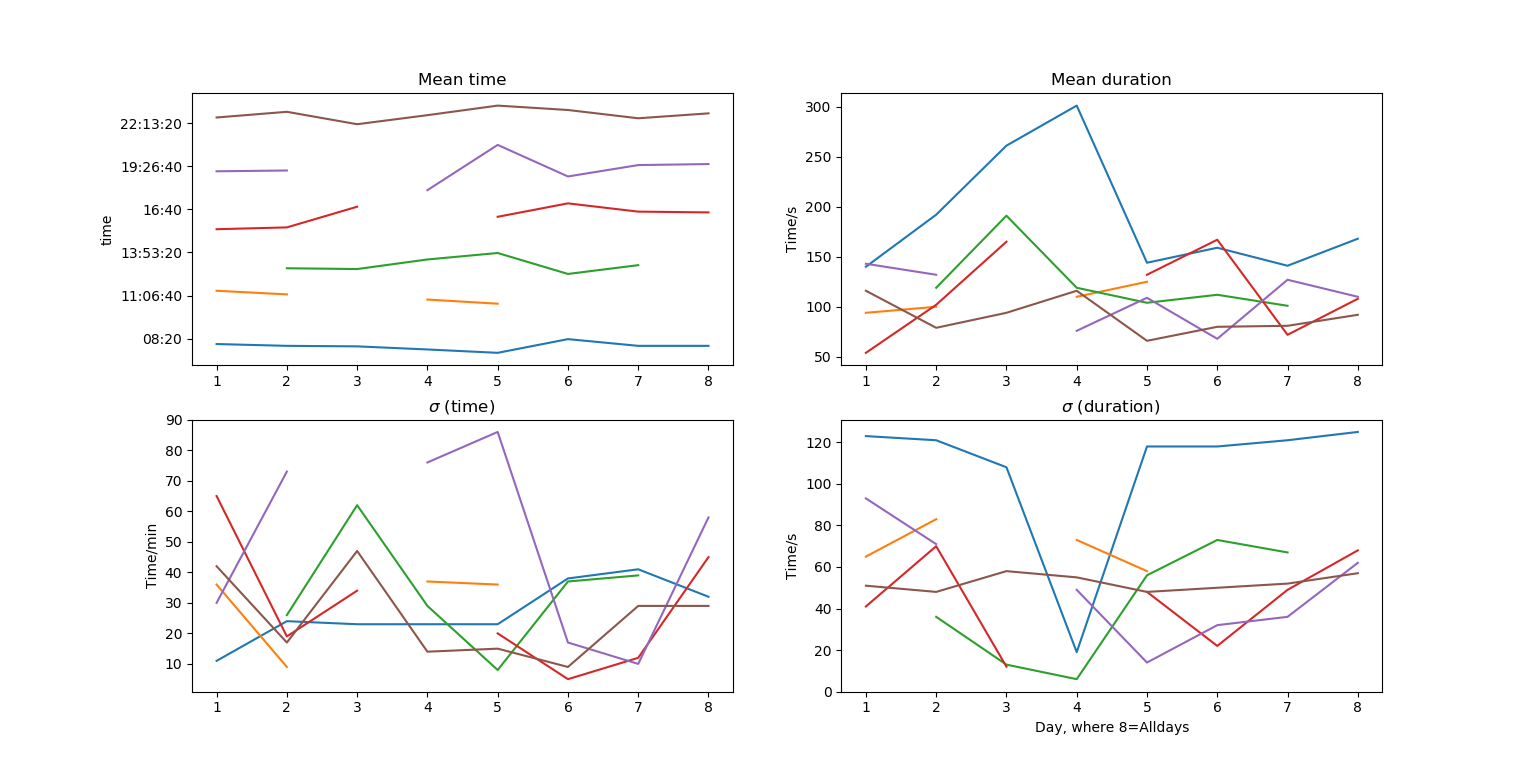 Mean time
time
22:13:20
19:26:40
16:40
13:53:20
11:06:40
08:20
1 2 3 4 5 6 7 8
Mean duration
Time/s
300
250
200
150
100
50
1 2 3 4 5 6 7 8
σ (time)
Time/min
90
80
70
60
50
40
30
20
10
1 2 3 4 5 6 7 8
σ (duration)
Time/s
120
100
80
60
40
20
0
1 2 3 4 5 6 7 8
Day, where 8=Alldays